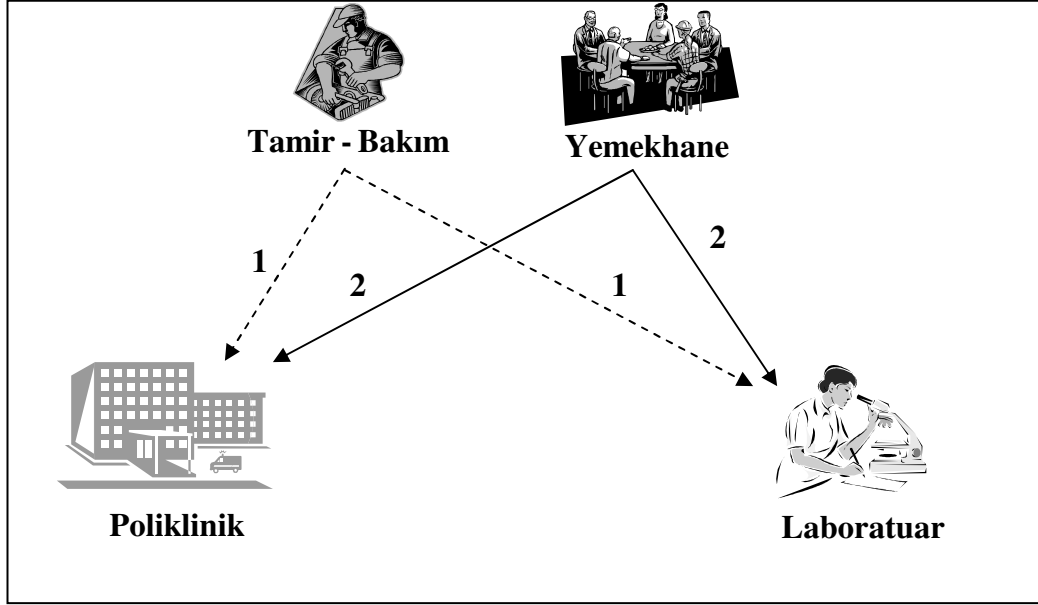 Tamir - Bakım
Yemekhane
1
2
1
2
Poliklinik
Laboratuar